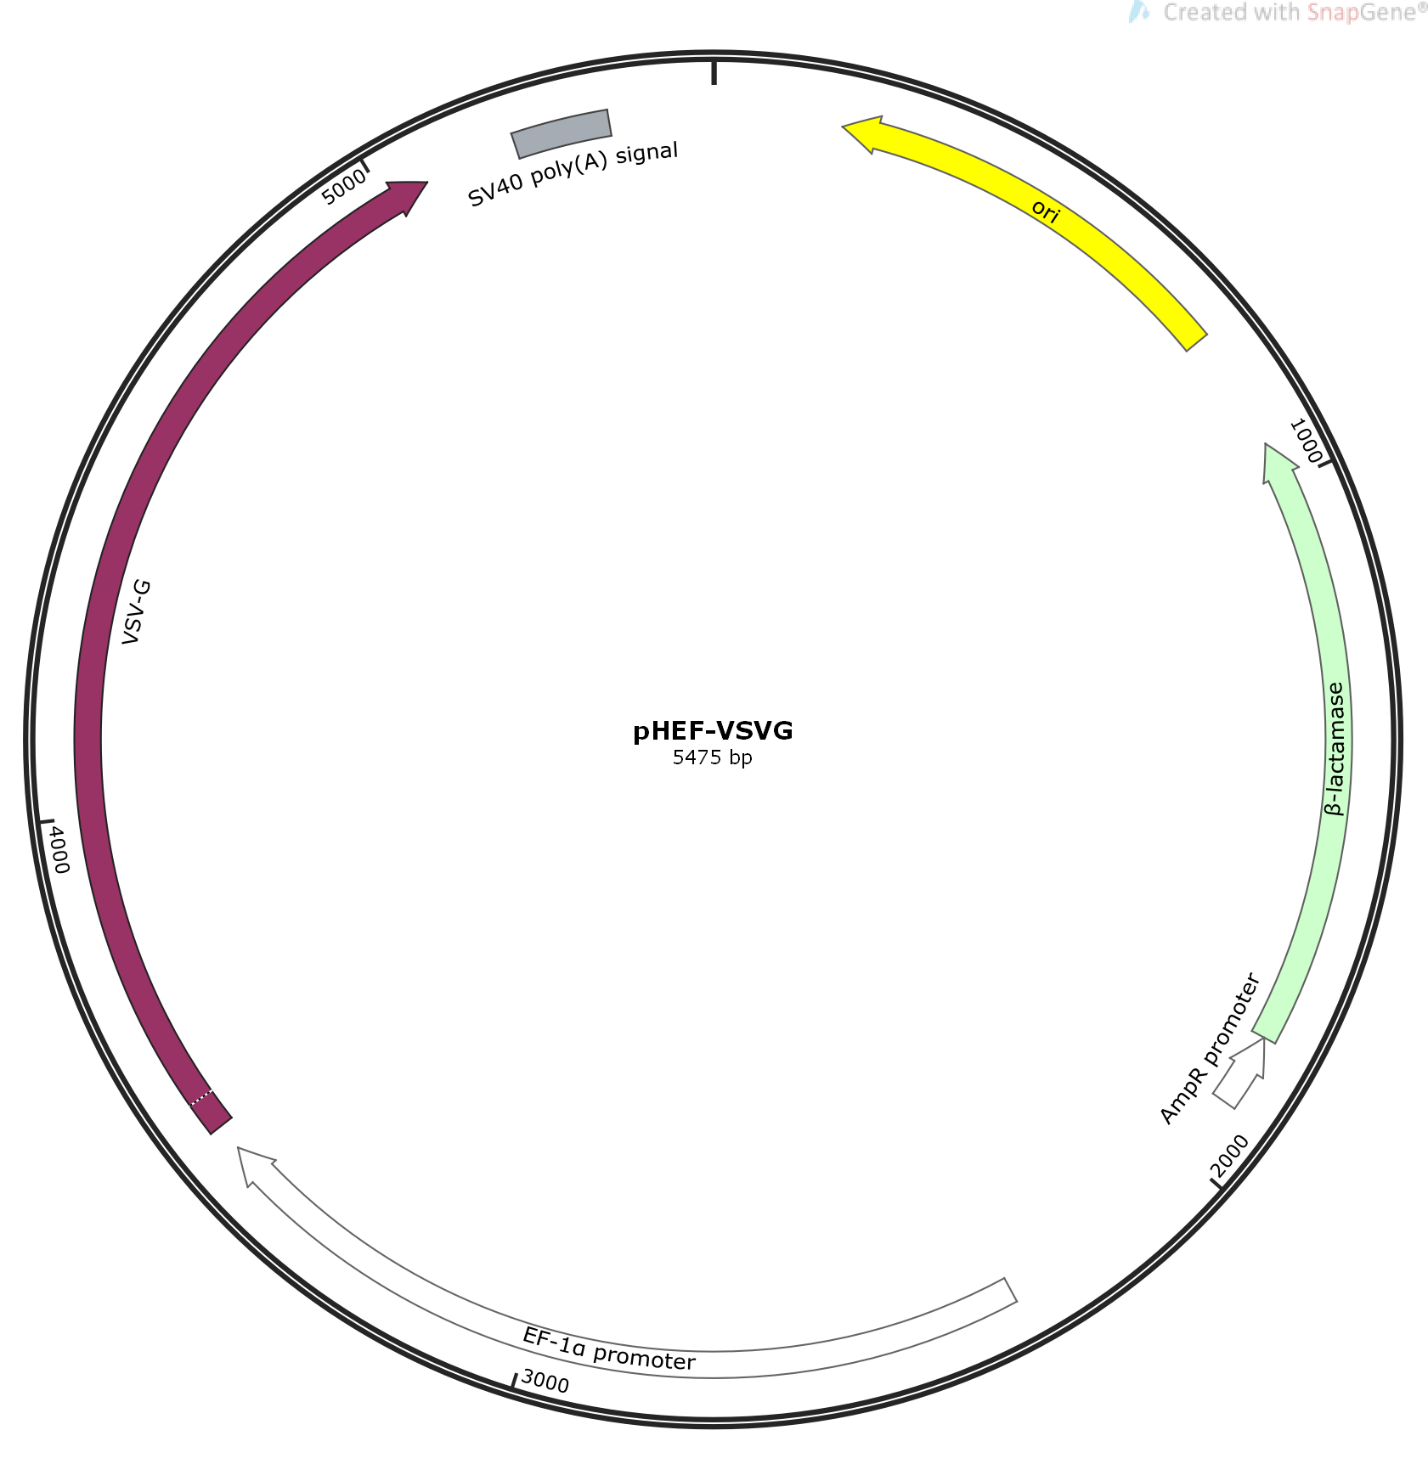 Created with SnapGene®
5000
SV40 poly(A) signal
ori
1000
VSV-G
β-lactamase
pHEF-VSVG
5475 bp
4000
AmpR promoter
2000
EF-1α promoter
3000